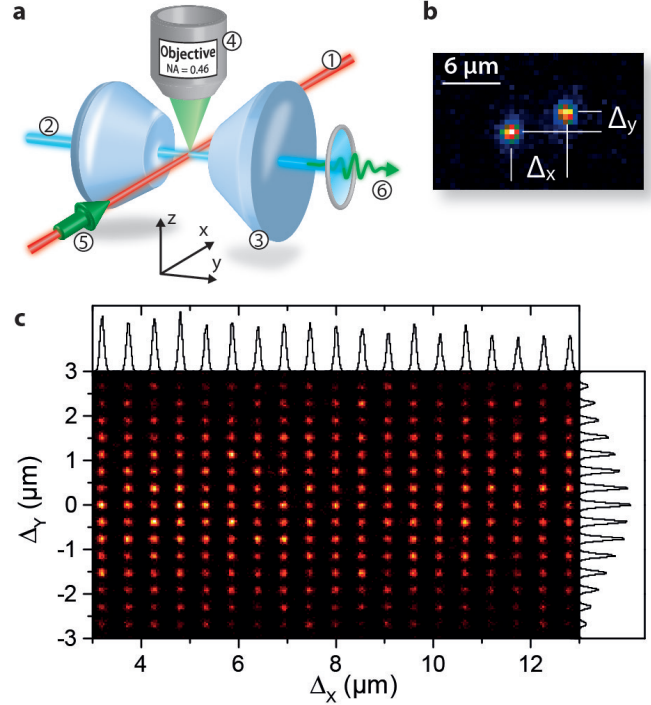 a
b
Objective
NA = 0.46
④
①
②
③
⑤
⑥
z
x
y
6 µm
Δy
Δx
c
3
2
1
0
-1
-2
-3
ΔY (µm)
4 6 8 10 12
ΔX (µm)